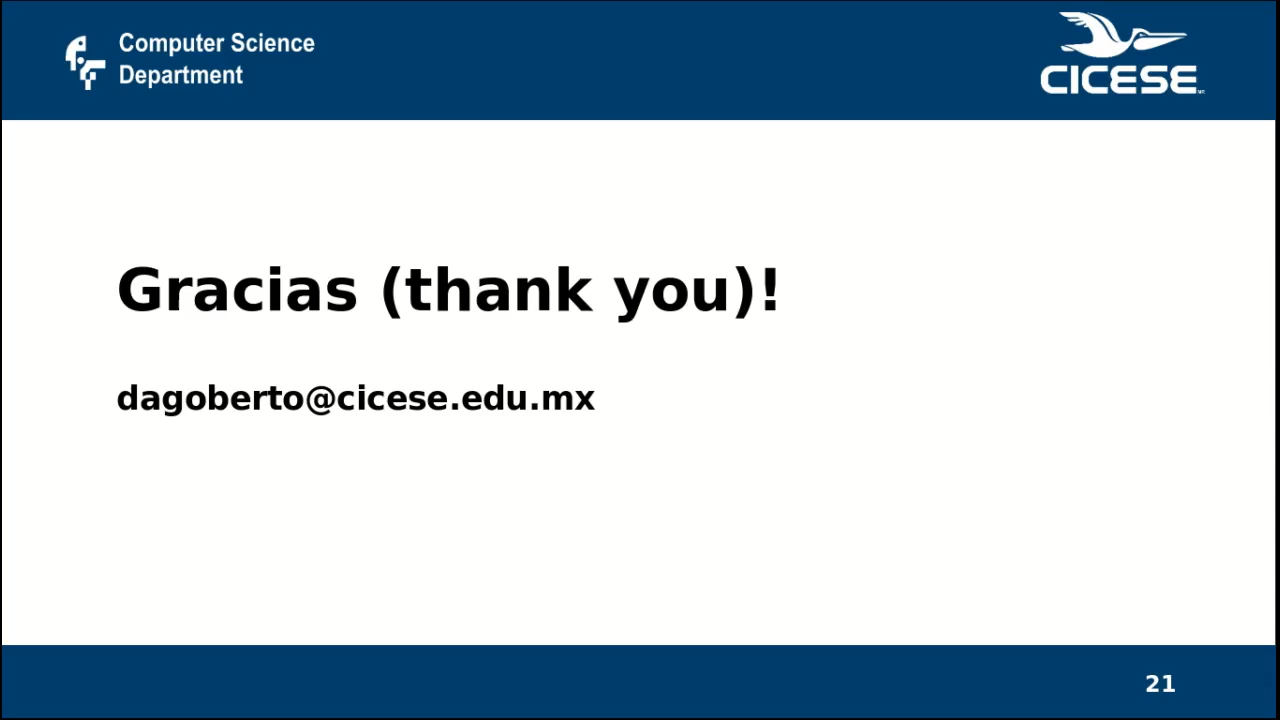 Computer Science
Department
CICESE
Gracias (thank you)!
dagoberto@cicese.edu.mx
21